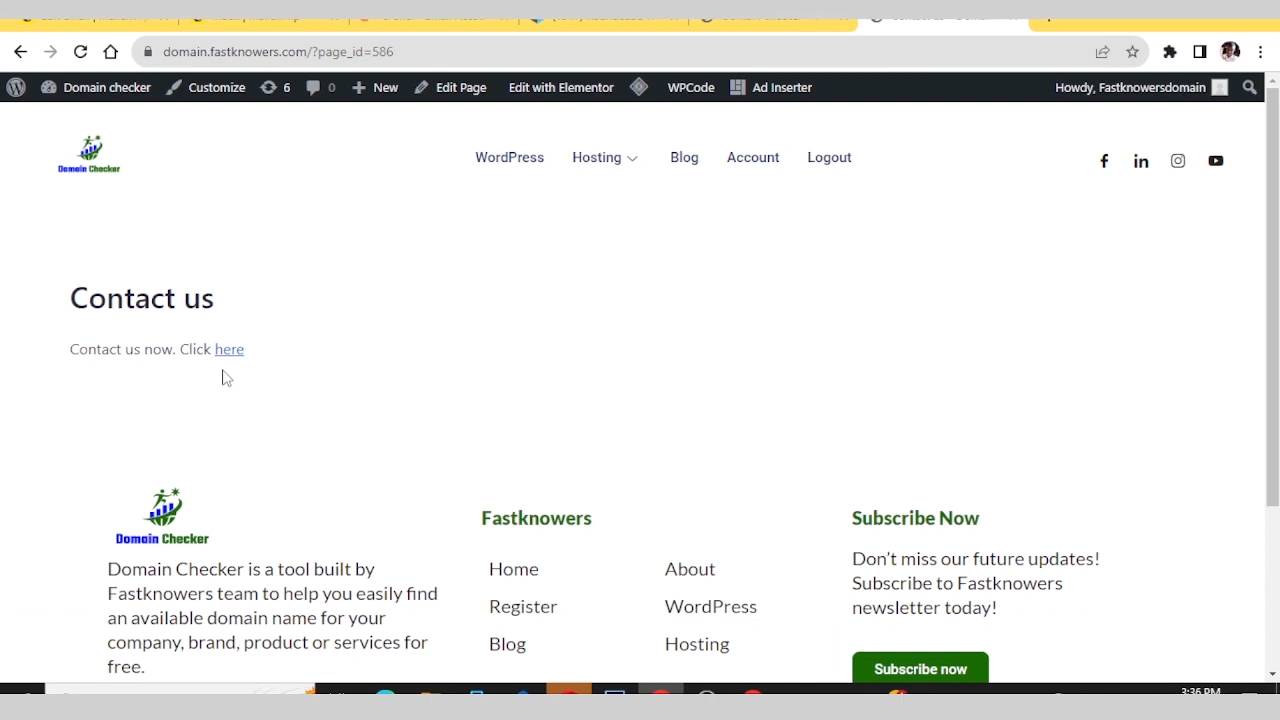 domain.fastknowers.com/?page_id=586
Domain checker Customize 6 0 New Edit Page Edit with Elementor WPCode Ad Inserter Howdy, Fastknowersdomain
Domain Checker
WordPress Hosting Blog Account Logout
Contact us
Contact us now. Click here
Domain Checker
Domain Checker is a tool built by
Fastknowers team to help you easily find
an available domain name for your
company, brand, product or services for
free.
Fastknowers
Home About
Register WordPress
Blog Hosting
Subscribe Now
Don't miss our future updates!
Subscribe to Fastknowers
newsletter today!
Subscribe now
3:36 PM